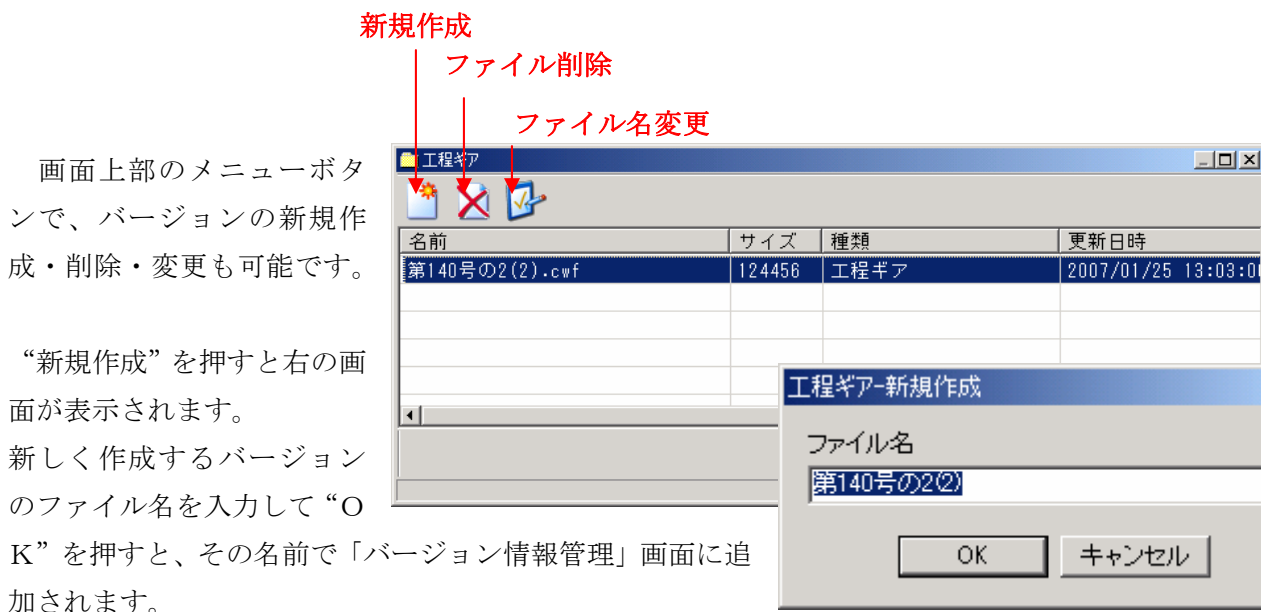 新規作成
ファイル削除
ファイル名変更
画面上部のメニューボタ
ンで、バージョンの新規作
成・削除・変更も可能です。
“新規作成”を押すと右の画
面が表示されます。
新しく作成するバージョン
のファイル名を入力して“O
K”を押すと、その名前で「バージョン情報管理」画面に追
加されます。
工程ギア
名前 サイズ 種類 更新日時
第140号の2(2).cwf 124456 工程ギア 2007/01/25 13:03:0
工程ギア-新規作成
ファイル名
第140号の2(2)
OK キャンセル